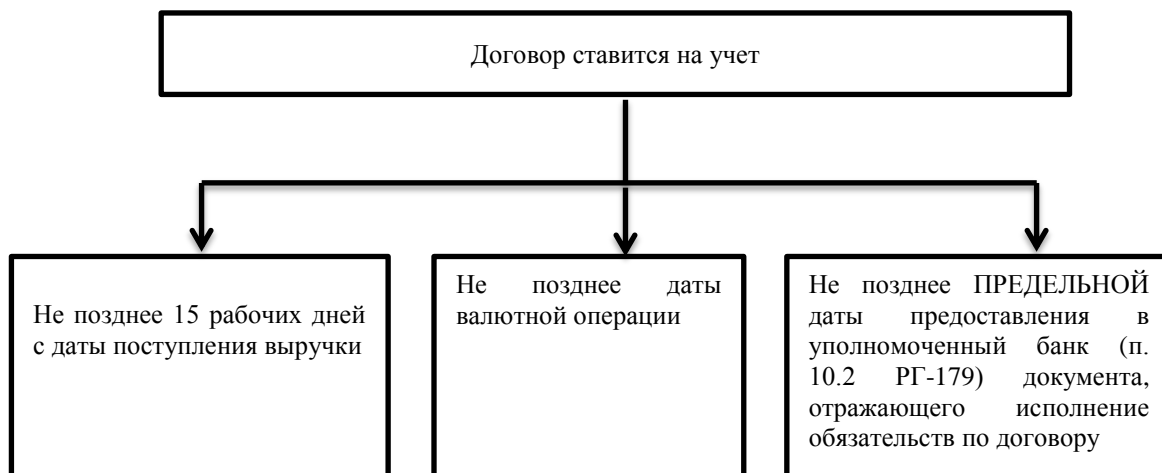 Договор ставится на учет
Не позднее 15 рабочих дней
с даты поступления выручки
Не позднее даты
валютной операции
Не позднее ПРЕДЕЛЬНОЙ
даты предоставления в
уполномоченный банк (п.
10.2 РГ-179) документа,
отражающего исполнение
обязательств по договору